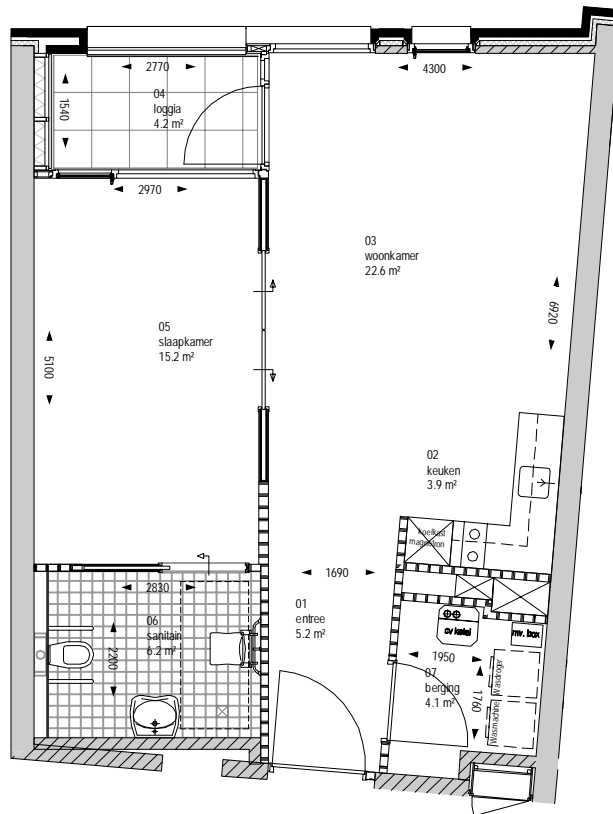 2770
4300
1540
04
loggia
4.2 m²
2970
03
woonkamer
22.6 m²
6920
05
slaapkamer
15.2 m²
5100
02
keuken
3.9 m²
koelkast
magnetron
1690
2830
01
entree
5.2 m²
06
sanitair
6.2 m²
2200
cv ketel
mv. box
1950
07
berging
4.1 m²
1760
Wasdroger
Wasmachine